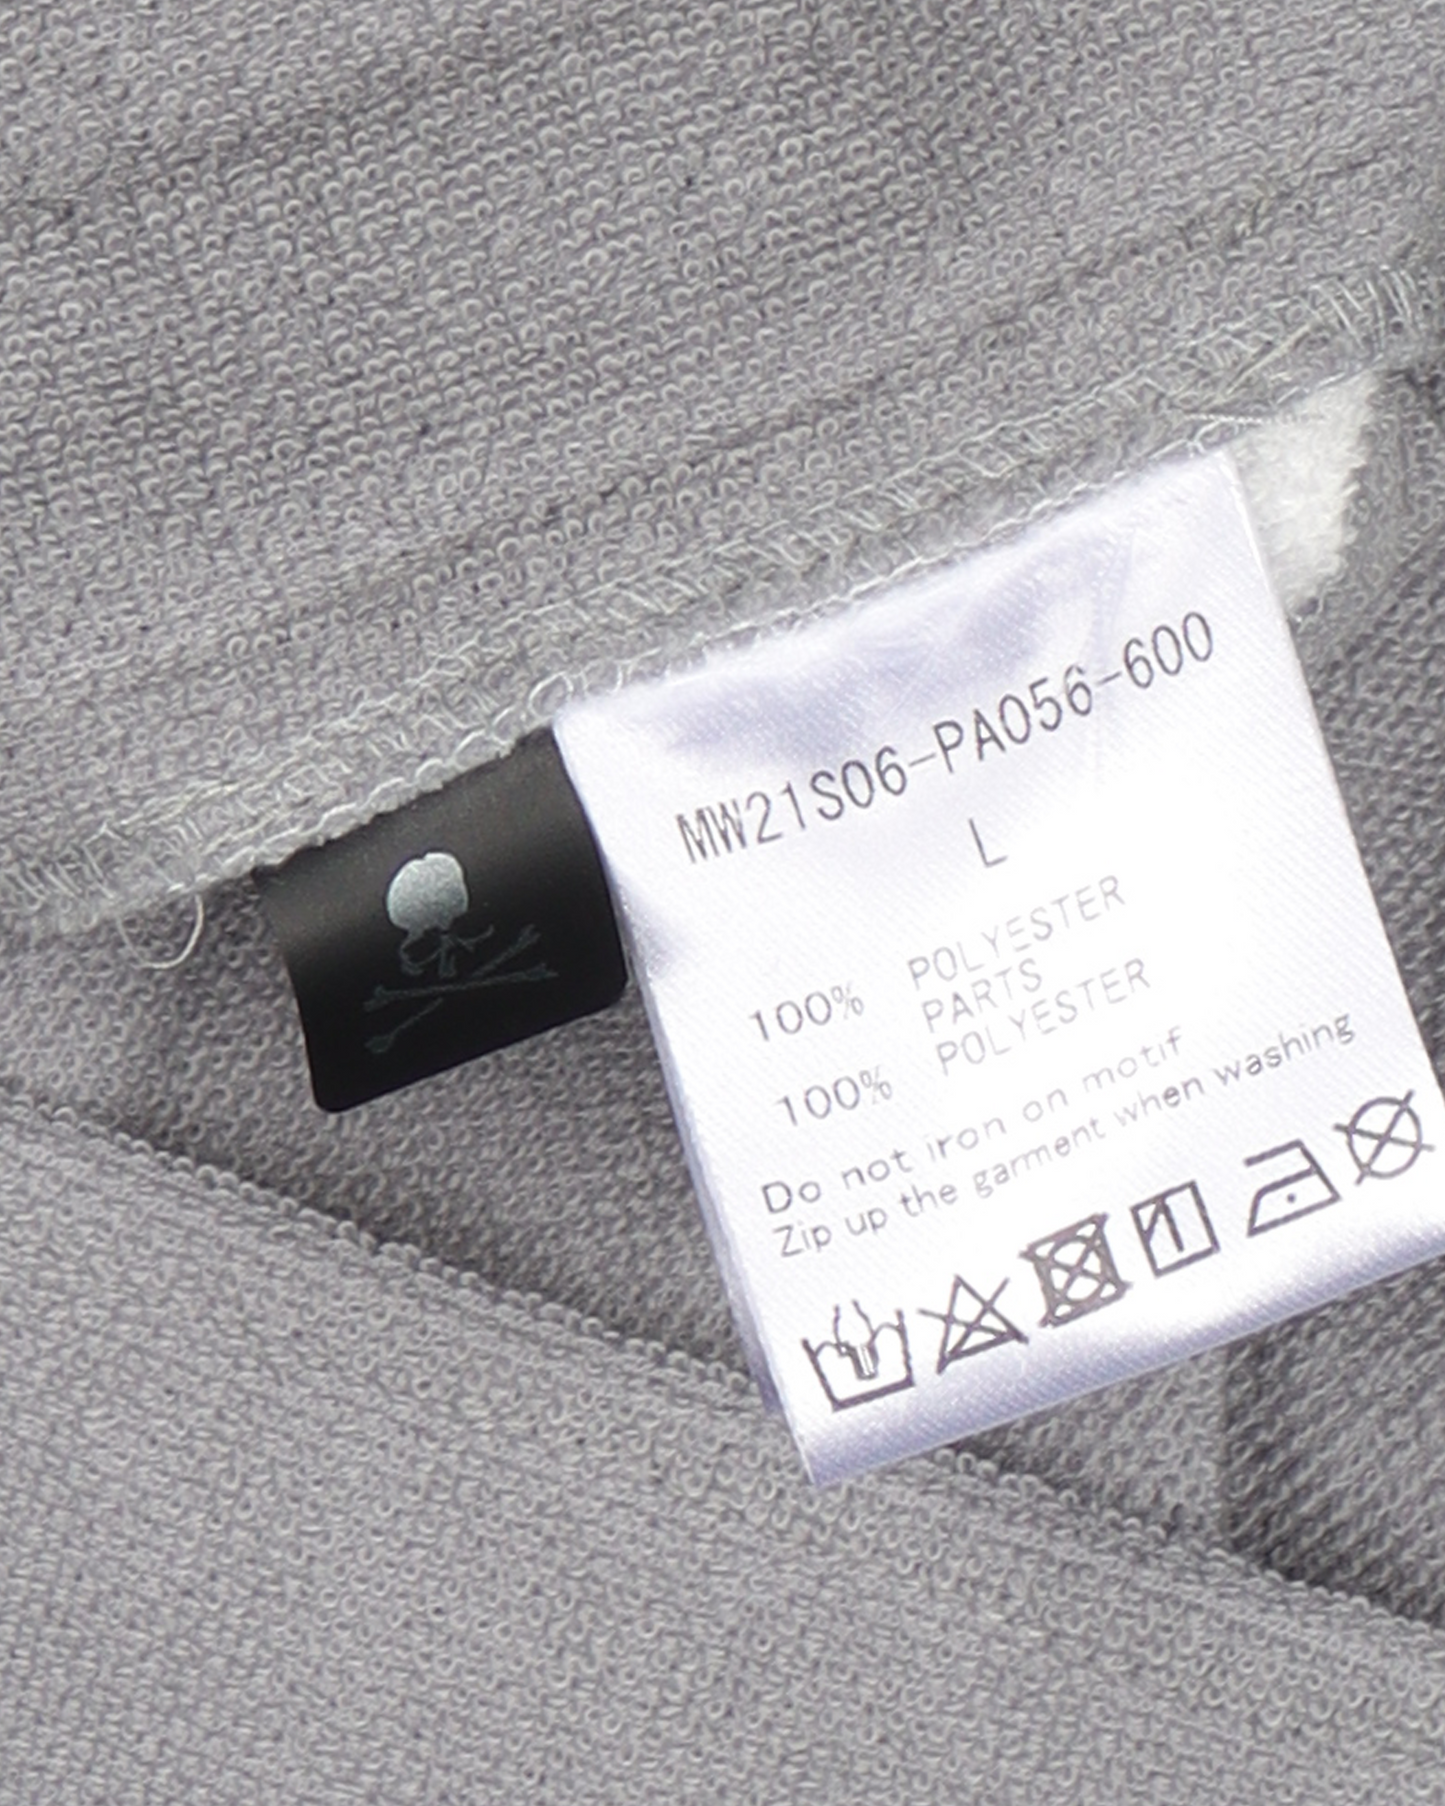 MW21S06-PA056-600
L
100% POLYESTER
PARTS
100% POLYESTER
Do not iron on motif
Zip up the garment when washing
1